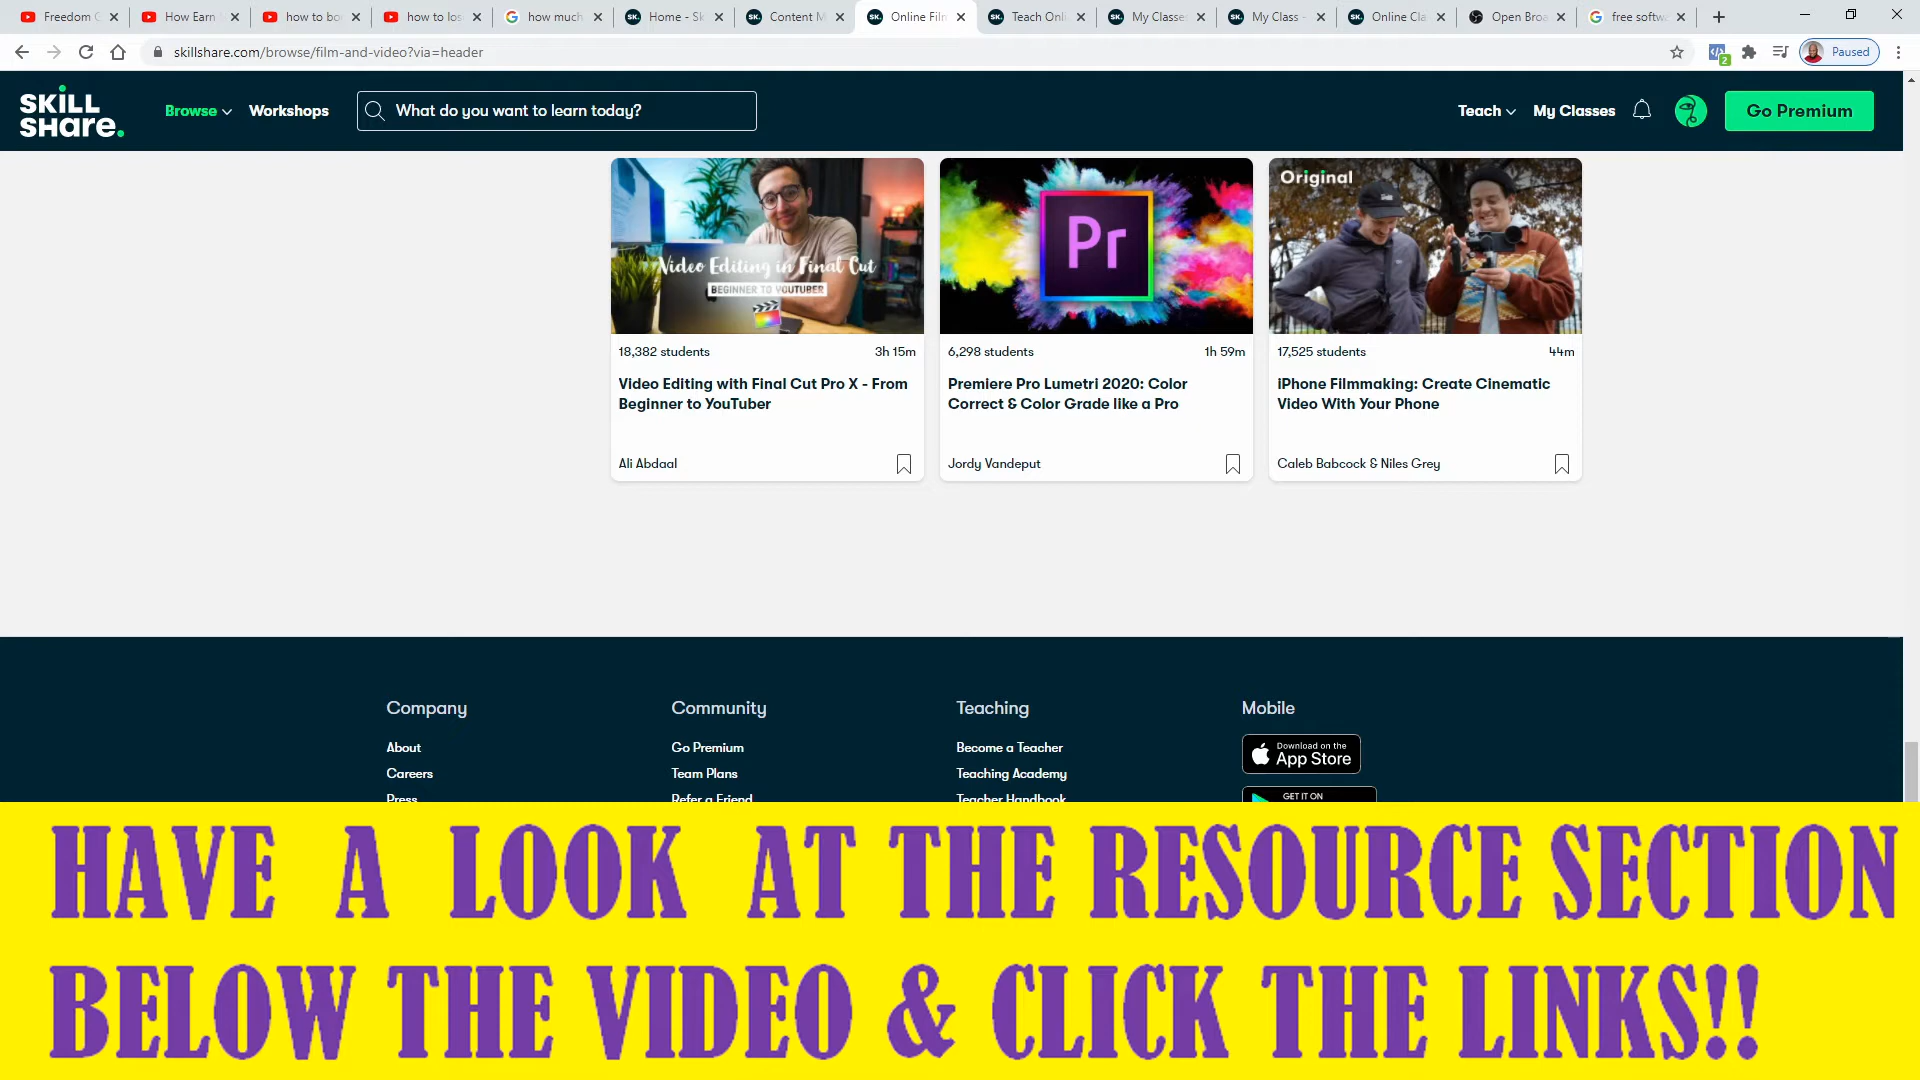 Freedom G
How Earn
how to bo
how to los
how much
Home - Sk
Content M
Online Film
Teach Onli
My Classes
My Class -
Online Cla
Open Broa
free softwa
skillshare.com/browse/film-and-video?via=header
2
Paused
SKILL
SHare.
Browse
Workshops
What do you want to learn today?
Teach
My Classes
Go Premium
Video Editing in Final Cut
BEGINNER TO YOUTUBER
Pr
Original
18,382 students
3h 15m
6,298 students
1h 59m
17,525 students
44m
Video Editing with Final Cut Pro X - From
Beginner to YouTuber
Premiere Pro Lumetri 2020: Color
Correct & Color Grade like a Pro
iPhone Filmmaking: Create Cinematic
Video With Your Phone
Ali Abdaal
Jordy Vandeput
Caleb Babcock & Niles Grey
Company
Community
Teaching
Mobile
About
Go Premium
Become a Teacher
Download on the
App Store
Careers
Team Plans
Teaching Academy
Press
Refer a Friend
Teacher Handbook
GET IT ON
HAVE A LOOK AT THE RESOURCE SECTION
BELOW THE VIDEO & CLICK THE LINKS!!